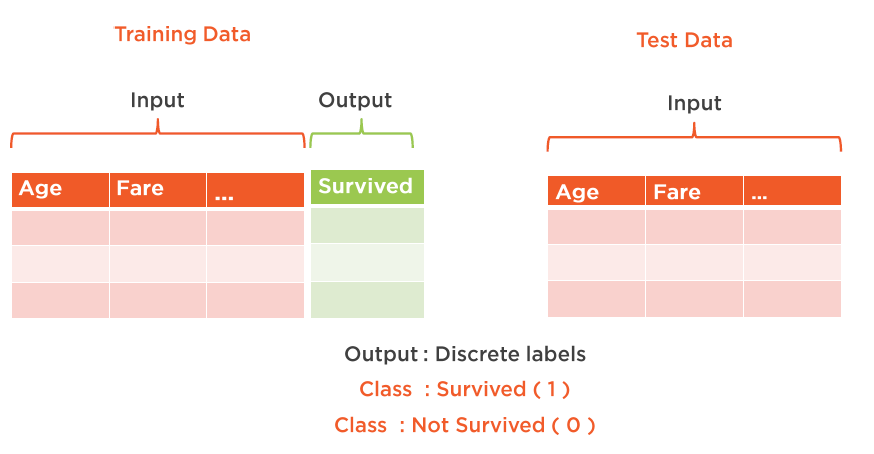 Training Data
Test Data
Input
Output
Input
Age Fare ... Survived
Age Fare ...
Output : Discrete labels
Class : Survived ( 1 )
Class : Not Survived ( 0 )